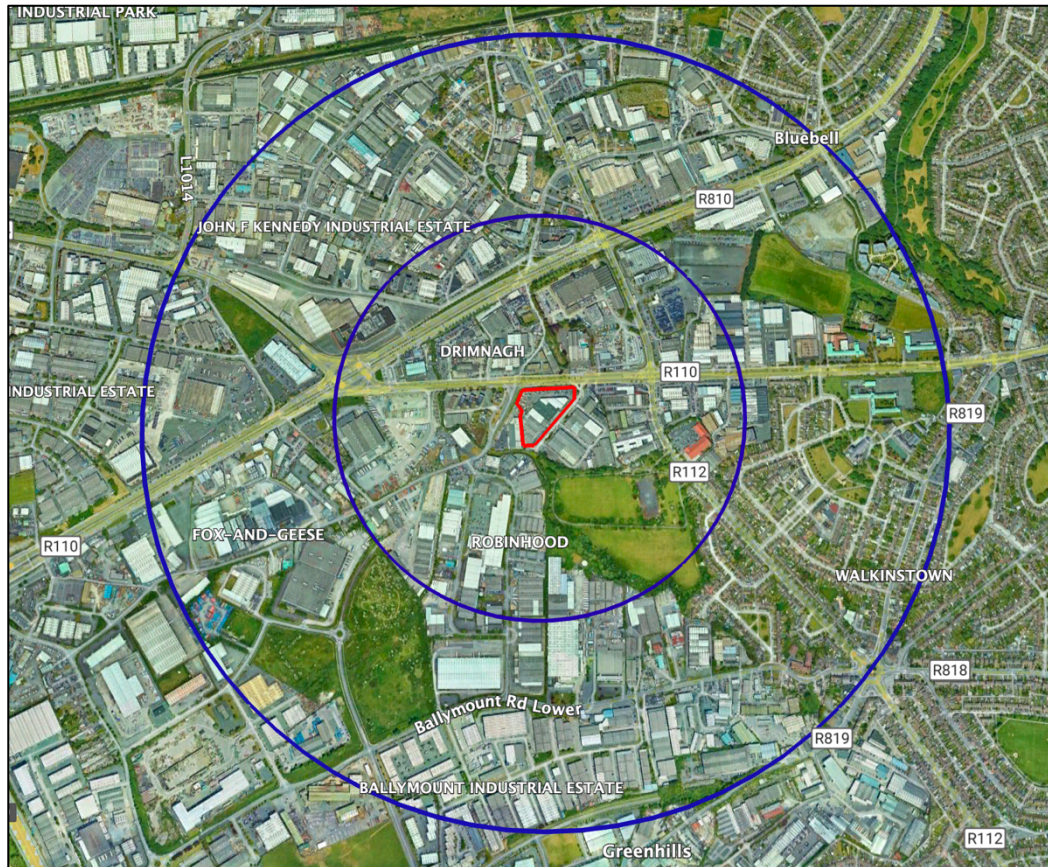 INDUSTRIAL PARK
Bluebell
L1014
R810
JOHN F KENNEDY INDUSTRIAL ESTATE
DRIMNAGH
R110
INDUSTRIAL ESTATE
R819
R112
FOX-AND-GEESE
ROBINHOOD
R110
WALKINSTOWN
R818
Ballymount Rd Lower
R819
BALLYMOUNT INDUSTRIAL ESTATE
R112
Greenhills